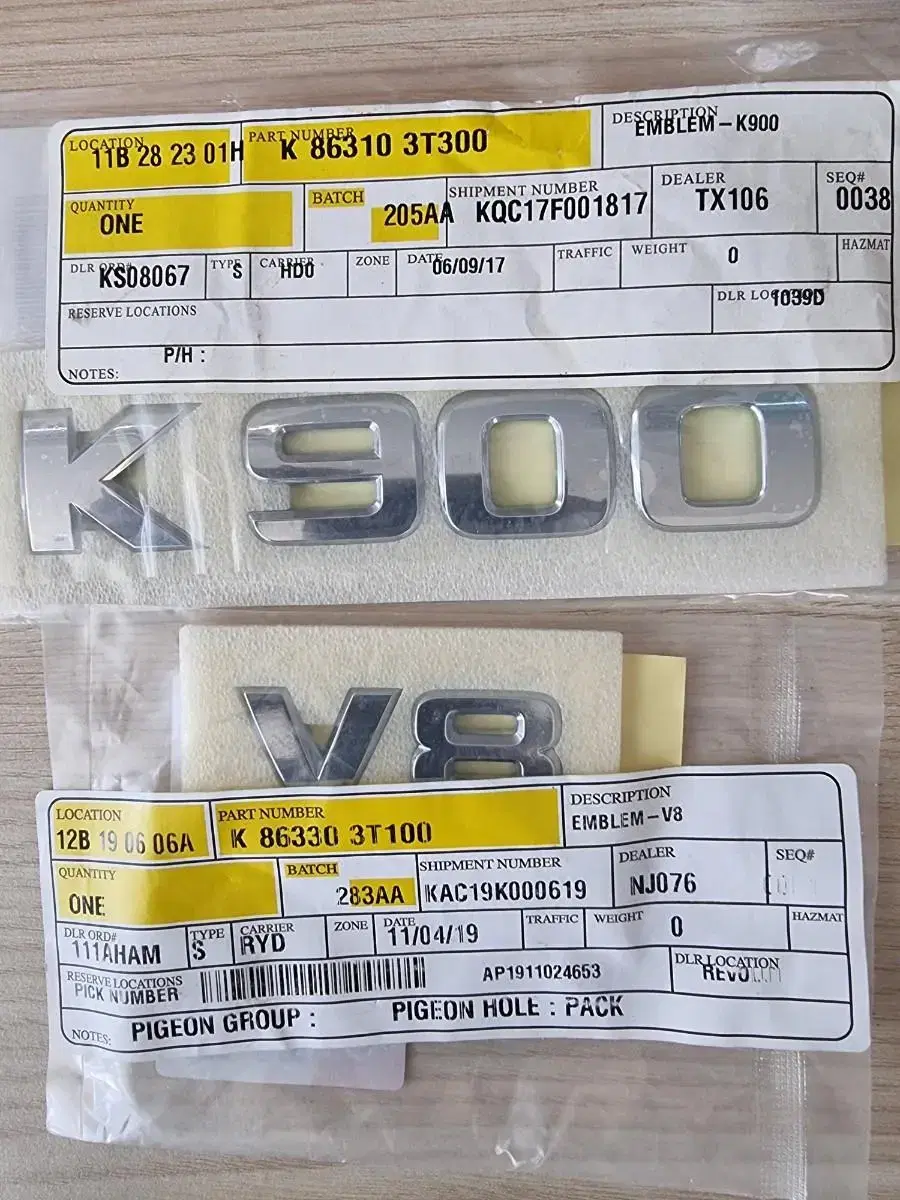 LOCATION PART NUMBER DESCRIPTION
11B 28 23 01H K 86310 3T300 EMBLEM-K900
QUANTITY BATCH SHIPMENT NUMBER DEALER SEQ#
ONE 205AA KQC17F001817 TX106 0038
DLR ORD# TYPE CARRIER ZONE DATE TRAFFIC WEIGHT HAZMAT
KS08067 S HD0 06/09/17 0
RESERVE LOCATIONS DLR LOCATION
1039D
P/H :
NOTES:
K900
V8
LOCATION PART NUMBER DESCRIPTION
12B 19 06 06A K 86330 3T100 EMBLEM-V8
QUANTITY BATCH SHIPMENT NUMBER DEALER SEQ#
ONE 283AA KAC19K000619 NJ076
DLR ORD# TYPE CARRIER ZONE DATE TRAFFIC WEIGHT HAZMAT
111AHAM S RYD 11/04/19 0
RESERVE LOCATIONS DLR LOCATION
PICK NUMBER AP1911024653
NOTES: PIGEON GROUP : PIGEON HOLE : PACK